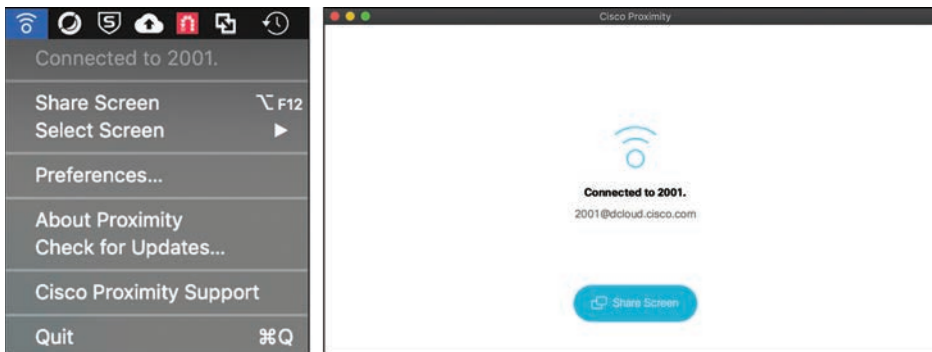 Connected to 2001.
Share Screen ⌥ F12
Select Screen ▶
Preferences...
About Proximity
Check for Updates...
Cisco Proximity Support
Quit ⌘Q
Cisco Proximity
Connected to 2001.
2001@dcloud.cisco.com
Share Screen